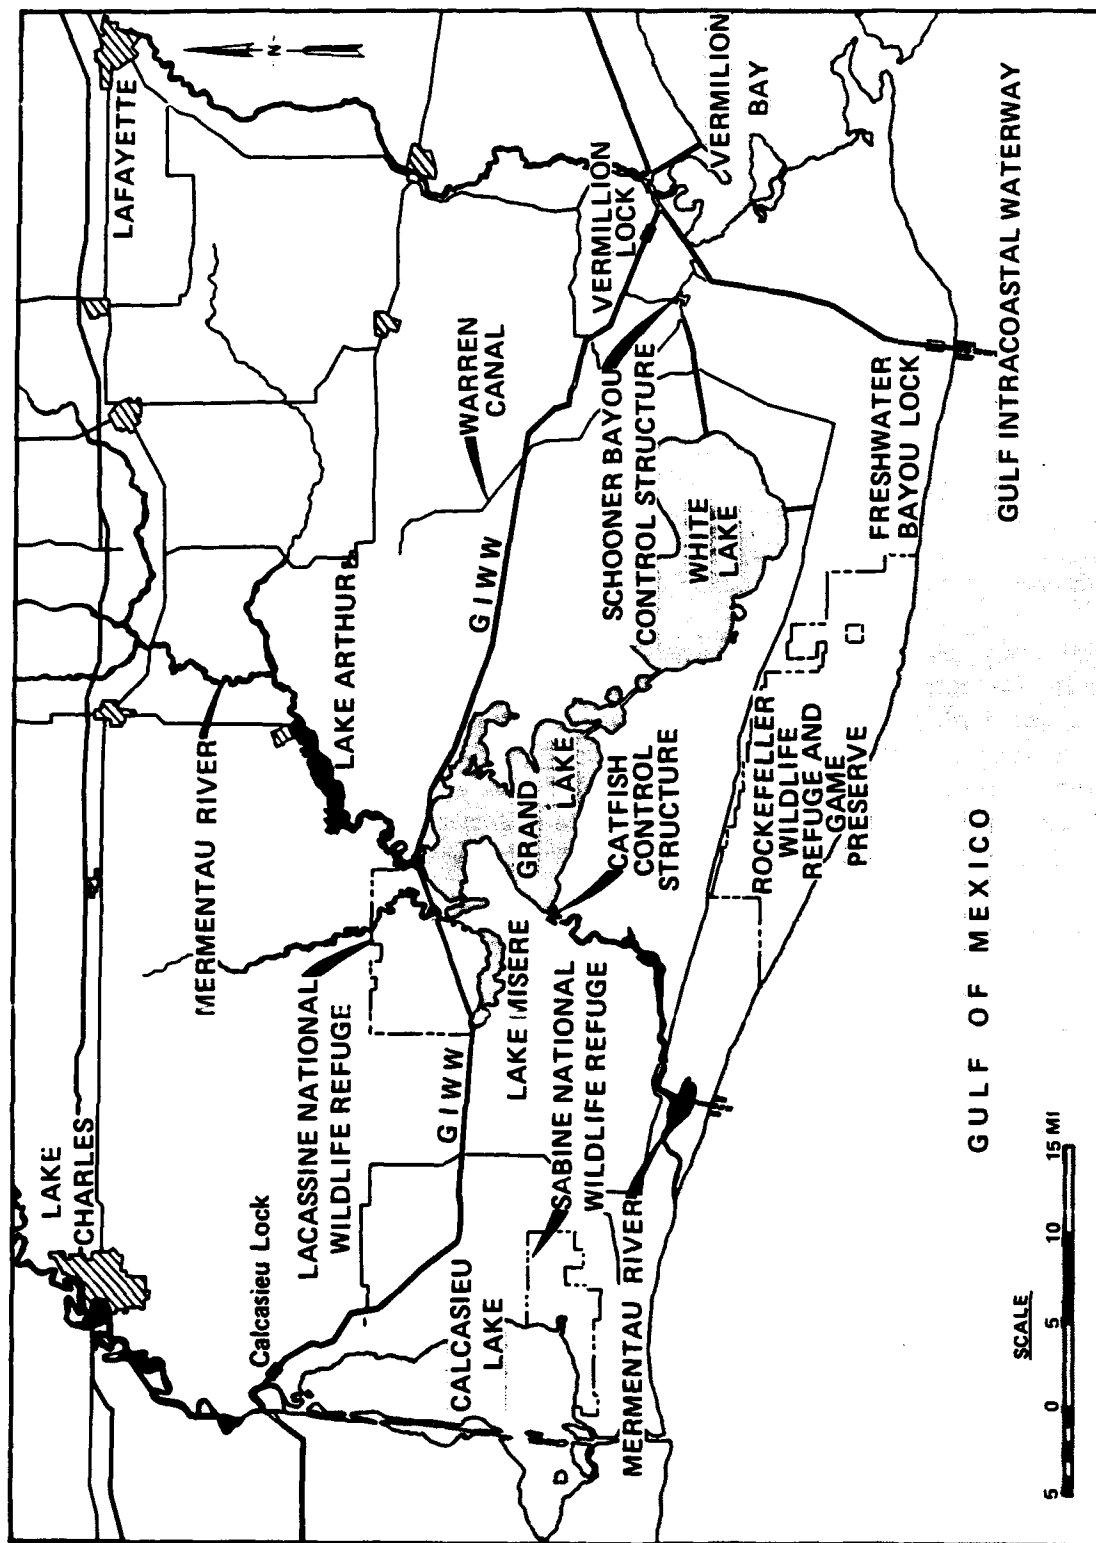 LAKE
CHARLES
LAFAYETTE
N
MERMENTAU RIVER
LAKE ARTHUR
WARREN
CANAL
VERMILLION
LOCK
VERMILION
BAY
Calcasieu Lock
LACASSINE NATIONAL
WILDLIFE REFUGE
GIWW
GIWW
LAKE MISERE
GRAND
LAKE
CATFISH
CONTROL
STRUCTURE
SCHOONER BAYOU
CONTROL STRUCTURE
WHITE
LAKE
CALCASIEU
LAKE
SABINE NATIONAL
WILDLIFE REFUGE
MERMENTAU RIVER
ROCKEFELLER
WILDLIFE
REFUGE AND
GAME
PRESERVE
FRESHWATER
BAYOU LOCK
GULF INTRACOASTAL WATERWAY
GULF OF MEXICO
SCALE
5 0 5 10 15 MI